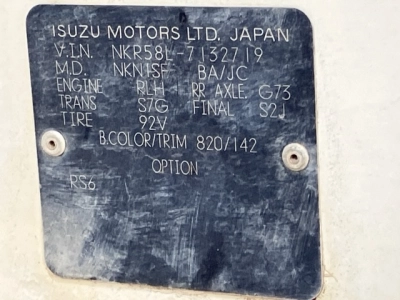 ISUZU MOTORS LTD. JAPAN
V.I.N. NKR58L-7132719
M.D. NKN1SF BA/JC
ENGINE RLH RR AXLE. G73
TRANS S7G FINAL S2J
TIRE 92V
B.COLOR/TRIM 820/142
OPTION
RS6